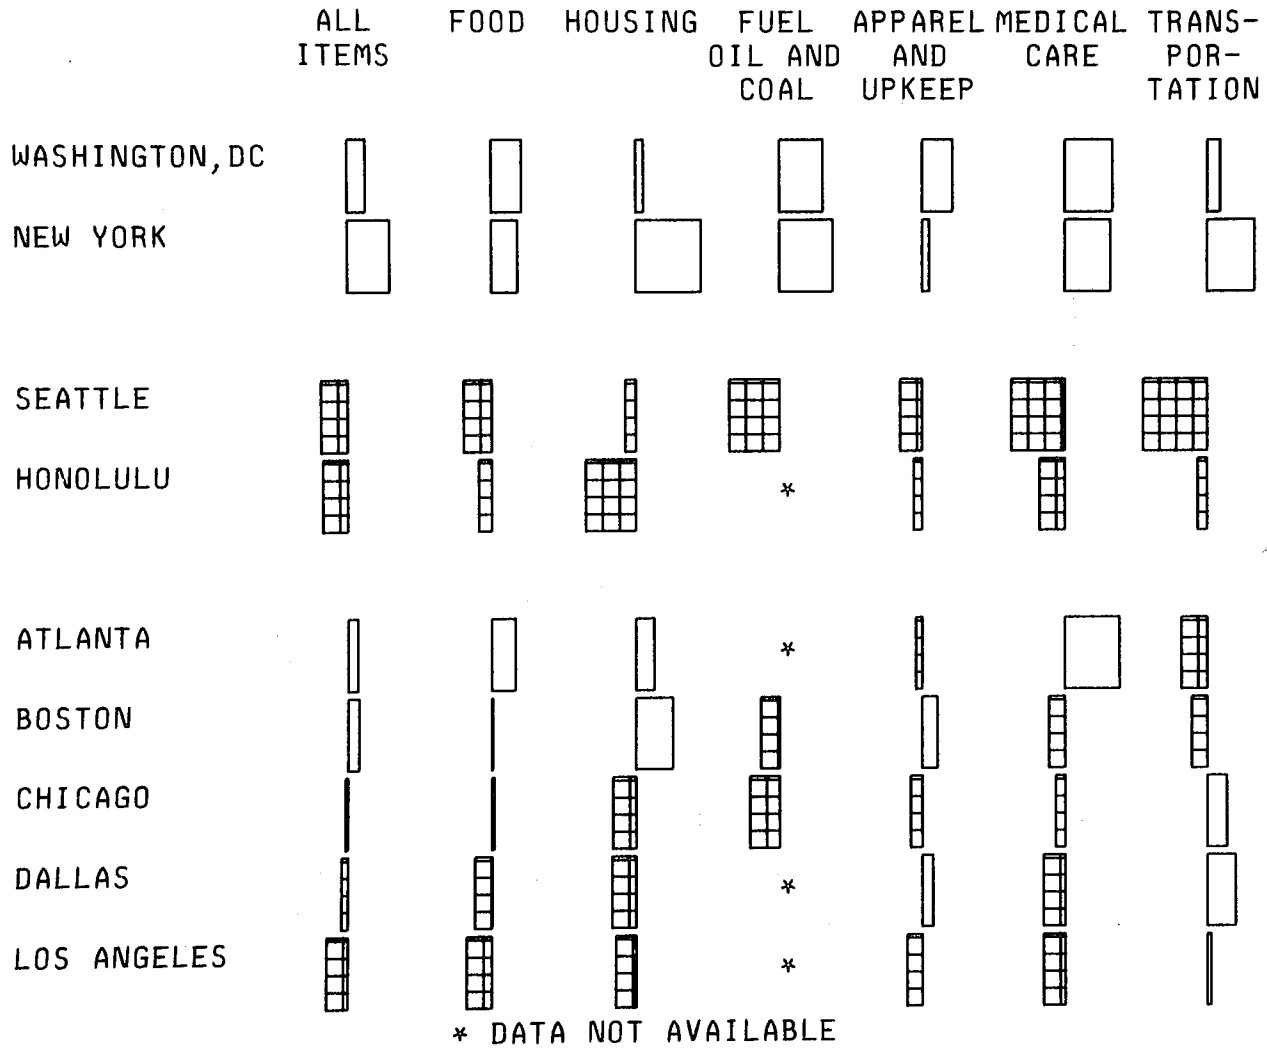 ALL ITEMS FOOD HOUSING FUEL OIL AND COAL APPAREL AND UPKEEP MEDICAL CARE TRANS-POR-TATION
WASHINGTON,DC
NEW YORK
SEATTLE
HONOLULU
*
ATLANTA
*
BOSTON
CHICAGO
DALLAS
*
LOS ANGELES
*
* DATA NOT AVAILABLE